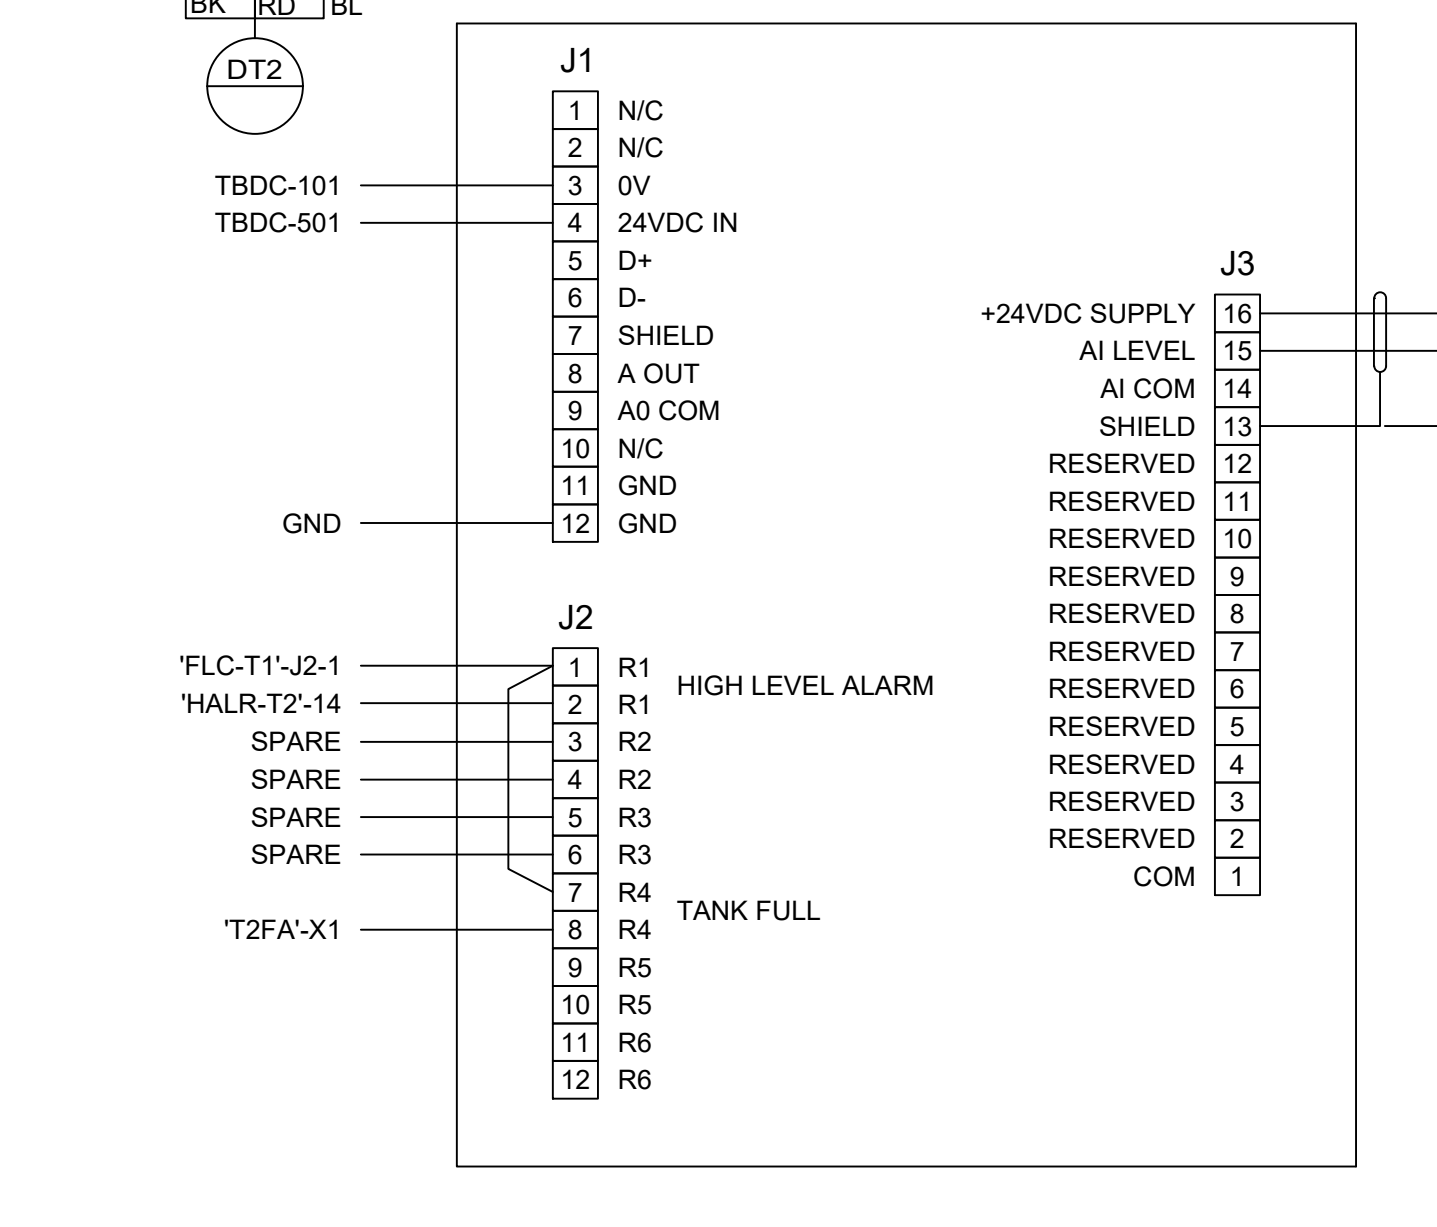 BK RD BL
DT2
J1
1 N/C
2 N/C
TBDC-101 3 0V
TBDC-501 4 24VDC IN
5 D+
6 D-
7 SHIELD
8 A OUT
9 A0 COM
10 N/C
11 GND
GND 12 GND
J2
'FLC-T1'-J2-1 1 R1
HIGH LEVEL ALARM
'HALR-T2'-14 2 R1
SPARE 3 R2
SPARE 4 R2
SPARE 5 R3
SPARE 6 R3
7 R4
TANK FULL
'T2FA'-X1 8 R4
9 R5
10 R5
11 R6
12 R6
J3
+24VDC SUPPLY 16
AI LEVEL 15
AI COM 14
SHIELD 13
RESERVED 12
RESERVED 11
RESERVED 10
RESERVED 9
RESERVED 8
RESERVED 7
RESERVED 6
RESERVED 5
RESERVED 4
RESERVED 3
RESERVED 2
COM 1